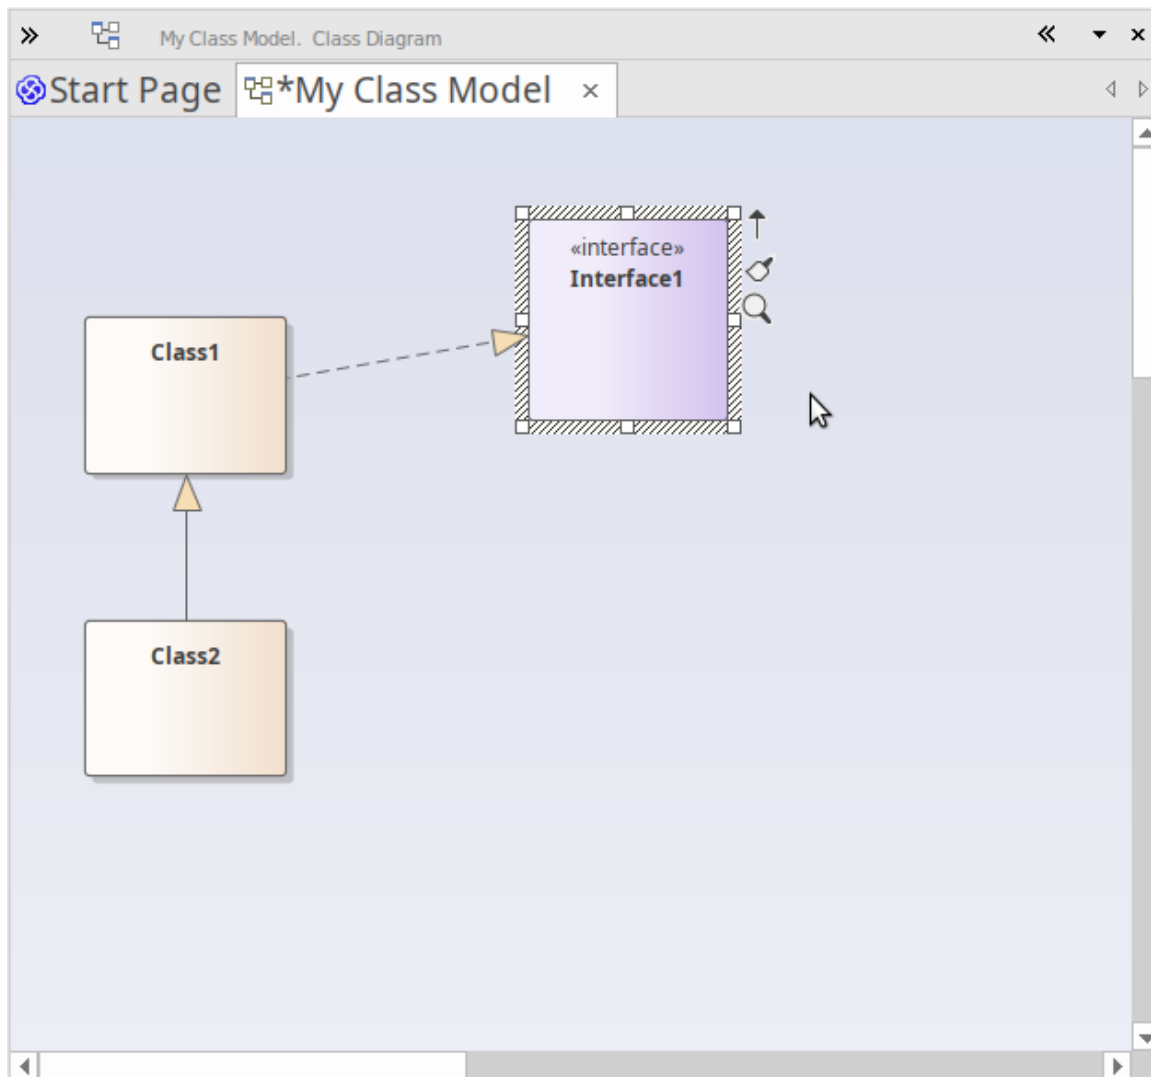 My Class Model. Class Diagram
Start Page *My Class Model
«interface»
Interface1
Class1
Class2